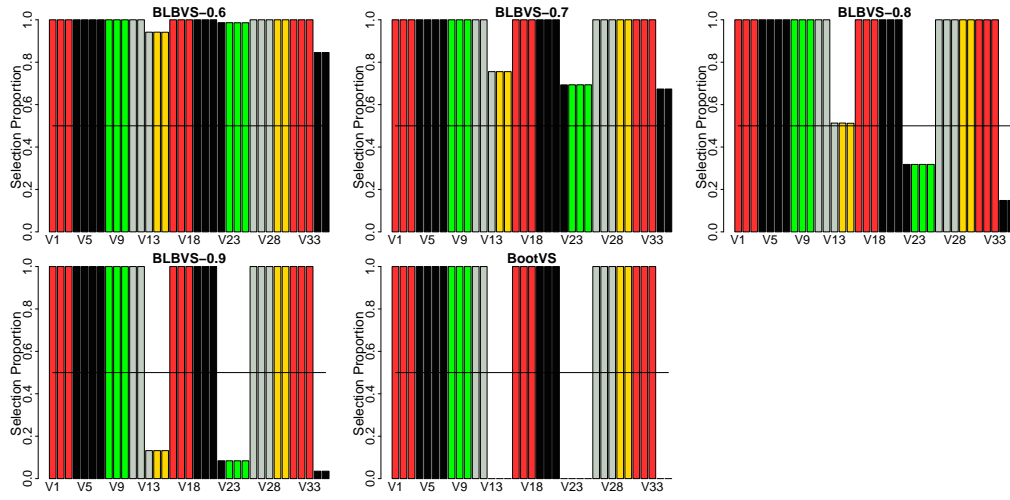 BLBVS−0.6
Selection Proportion
0.0 0.2 0.4 0.6 0.8 1.0
V1 V5 V9 V13 V18 V23 V28 V33
BLBVS−0.7
Selection Proportion
0.0 0.2 0.4 0.6 0.8 1.0
V1 V5 V9 V13 V18 V23 V28 V33
BLBVS−0.8
Selection Proportion
0.0 0.2 0.4 0.6 0.8 1.0
V1 V5 V9 V13 V18 V23 V28 V33
BLBVS−0.9
Selection Proportion
0.0 0.2 0.4 0.6 0.8 1.0
V1 V5 V9 V13 V18 V23 V28 V33
BootVS
Selection Proportion
0.0 0.2 0.4 0.6 0.8 1.0
V1 V5 V9 V13 V18 V23 V28 V33